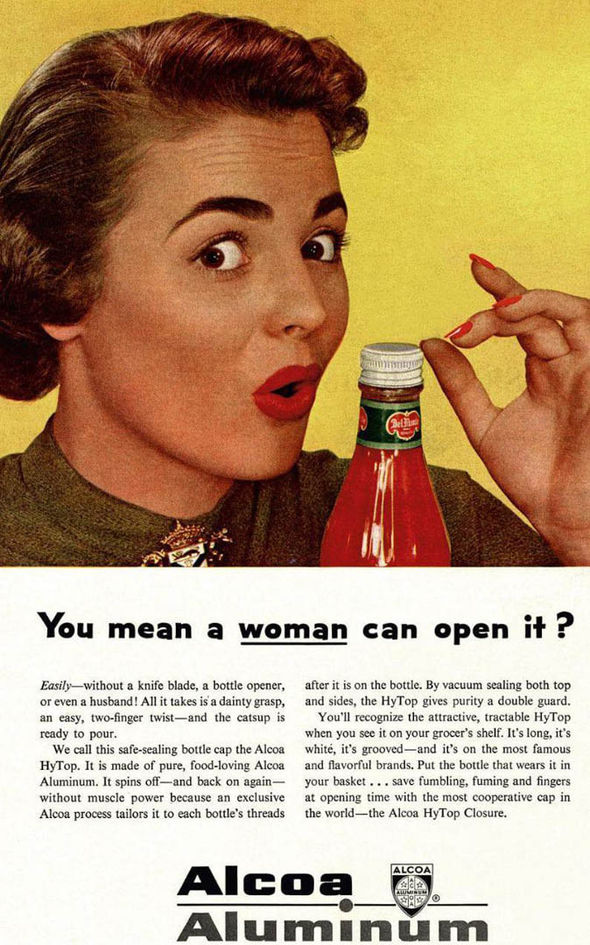 Del Monte
You mean a woman can open it?
Easily—without a knife blade, a bottle opener,
or even a husband! All it takes is a dainty grasp,
an easy, two-finger twist—and the catsup is
ready to pour.
We call this safe-sealing bottle cap the Alcoa
HyTop. It is made of pure, food-loving Alcoa
Aluminum. It spins off—and back on again—
without muscle power because an exclusive
Alcoa process tailors it to each bottle's threads
after it is on the bottle. By vacuum sealing both top
and sides, the HyTop gives purity a double guard.
You'll recognize the attractive, tractable HyTop
when you see it on your grocer's shelf. It's long, it's
white, it's grooved—and it's on the most famous
and flavorful brands. Put the bottle that wears it in
your basket . . . save fumbling, fuming and fingers
at opening time with the most cooperative cap in
the world—the Alcoa HyTop Closure.
Alcoa
ALCOA
ALUMINUM
®
Aluminum